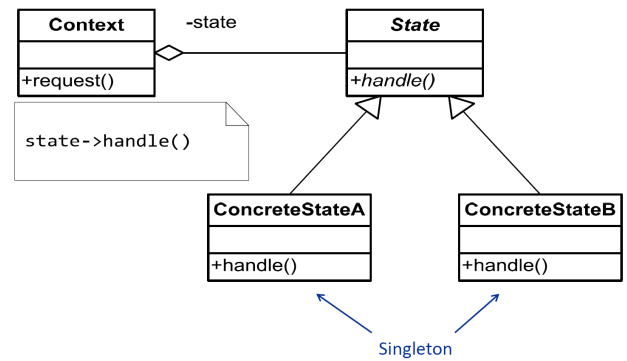 Context
-state
State
+request()
+handle()
state->handle()
ConcreteStateA
ConcreteStateB
+handle()
+handle()
Singleton